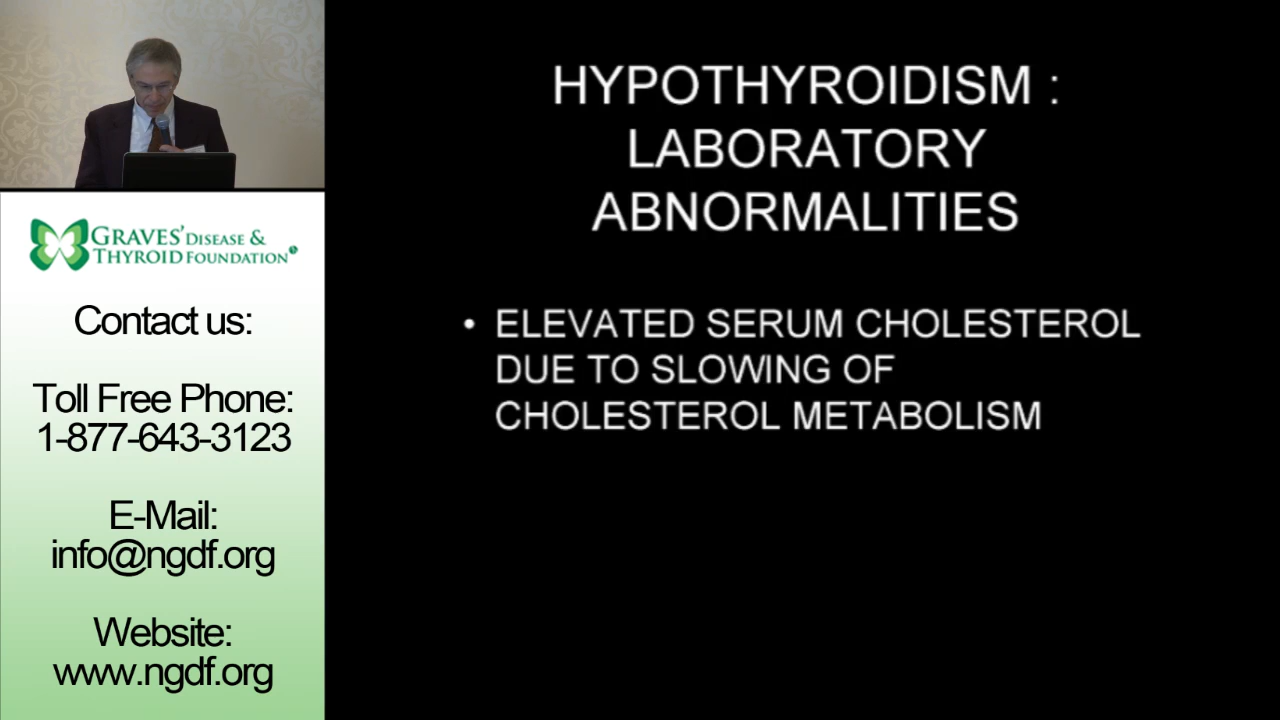 GRAVES' DISEASE &
THYROID FOUNDATION
Contact us:
Toll Free Phone:
1-877-643-3123
E-Mail:
info@ngdf.org
Website:
www.ngdf.org
HYPOTHYROIDISM :
LABORATORY
ABNORMALITIES
• ELEVATED SERUM CHOLESTEROL
DUE TO SLOWING OF
CHOLESTEROL METABOLISM